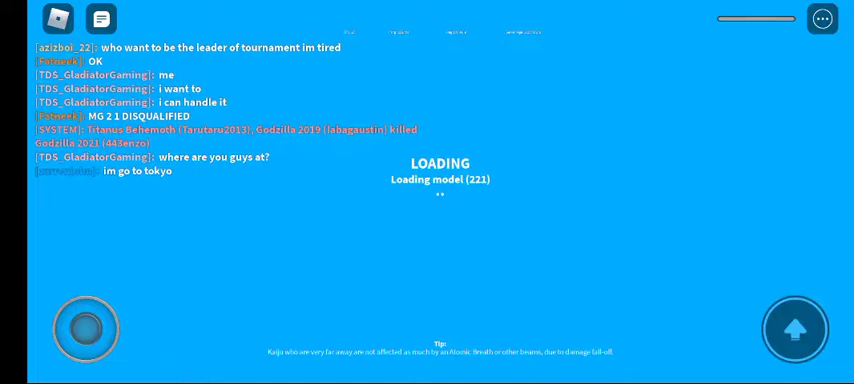 [azizboi_22]: who want to be the leader of tournament im tired
[Fatneek]: OK
[TDS_GladiatorGaming]: me
[TDS_GladiatorGaming]: i want to
[TDS_GladiatorGaming]: i can handle it
[Fatneek]: MG 2 1 DISQUALIFIED
[SYSTEM]: Titanus Behemoth (Tarutaru2013), Godzilla 2019 (labagaustin) killed
Godzilla 2021 (443enzo)
[TDS_GladiatorGaming]: where are you guys at?
im go to tokyo
LOADING
Loading model (221)
..
Tip:
Kaiju who are very far away are not affected as much by an Atomic Breath or other beams, due to damage fall-off.